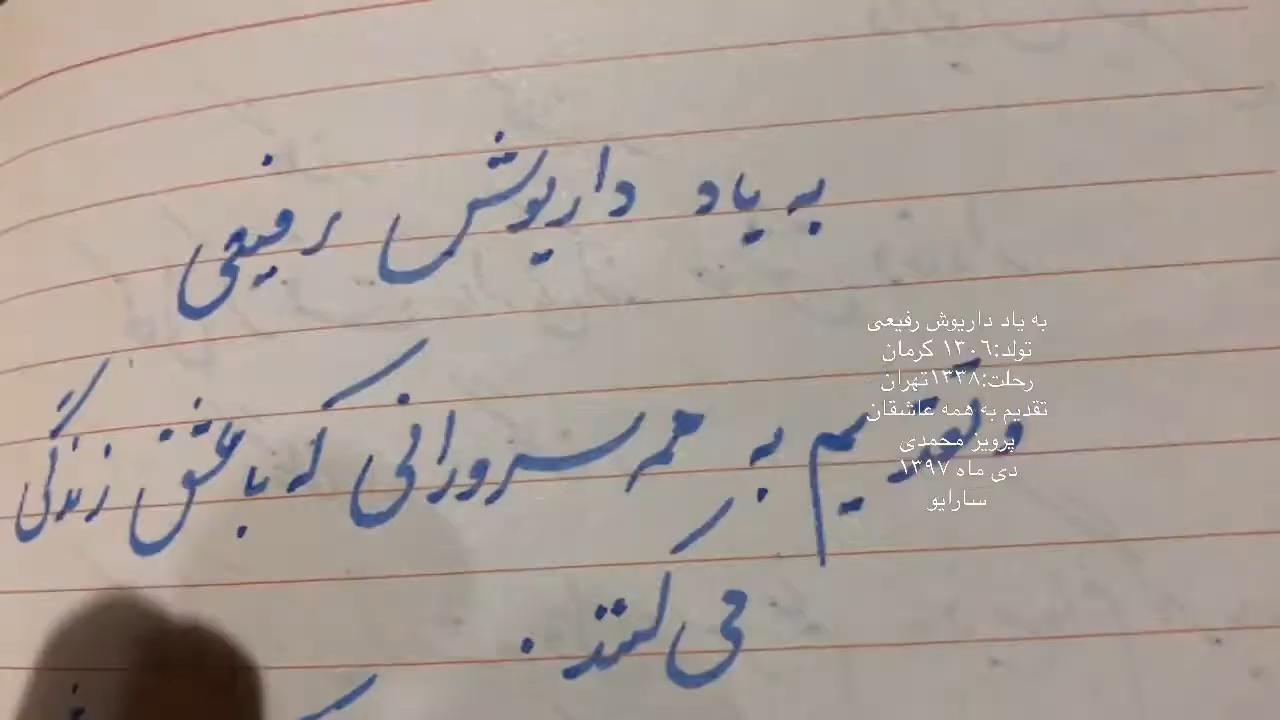 به یاد داریوش رفیعی
به یاد داریوش رفیعی
تولد:۱۳۰۶ کرمان
رحلت:۱۳۳۸تهران
تقدیم به همه عاشقان
پرویز محمدی
دی ماه ۱۳۹۷
سارایو
و تقدیم به همه سرورانی که با عشق زندگی
می کنند .